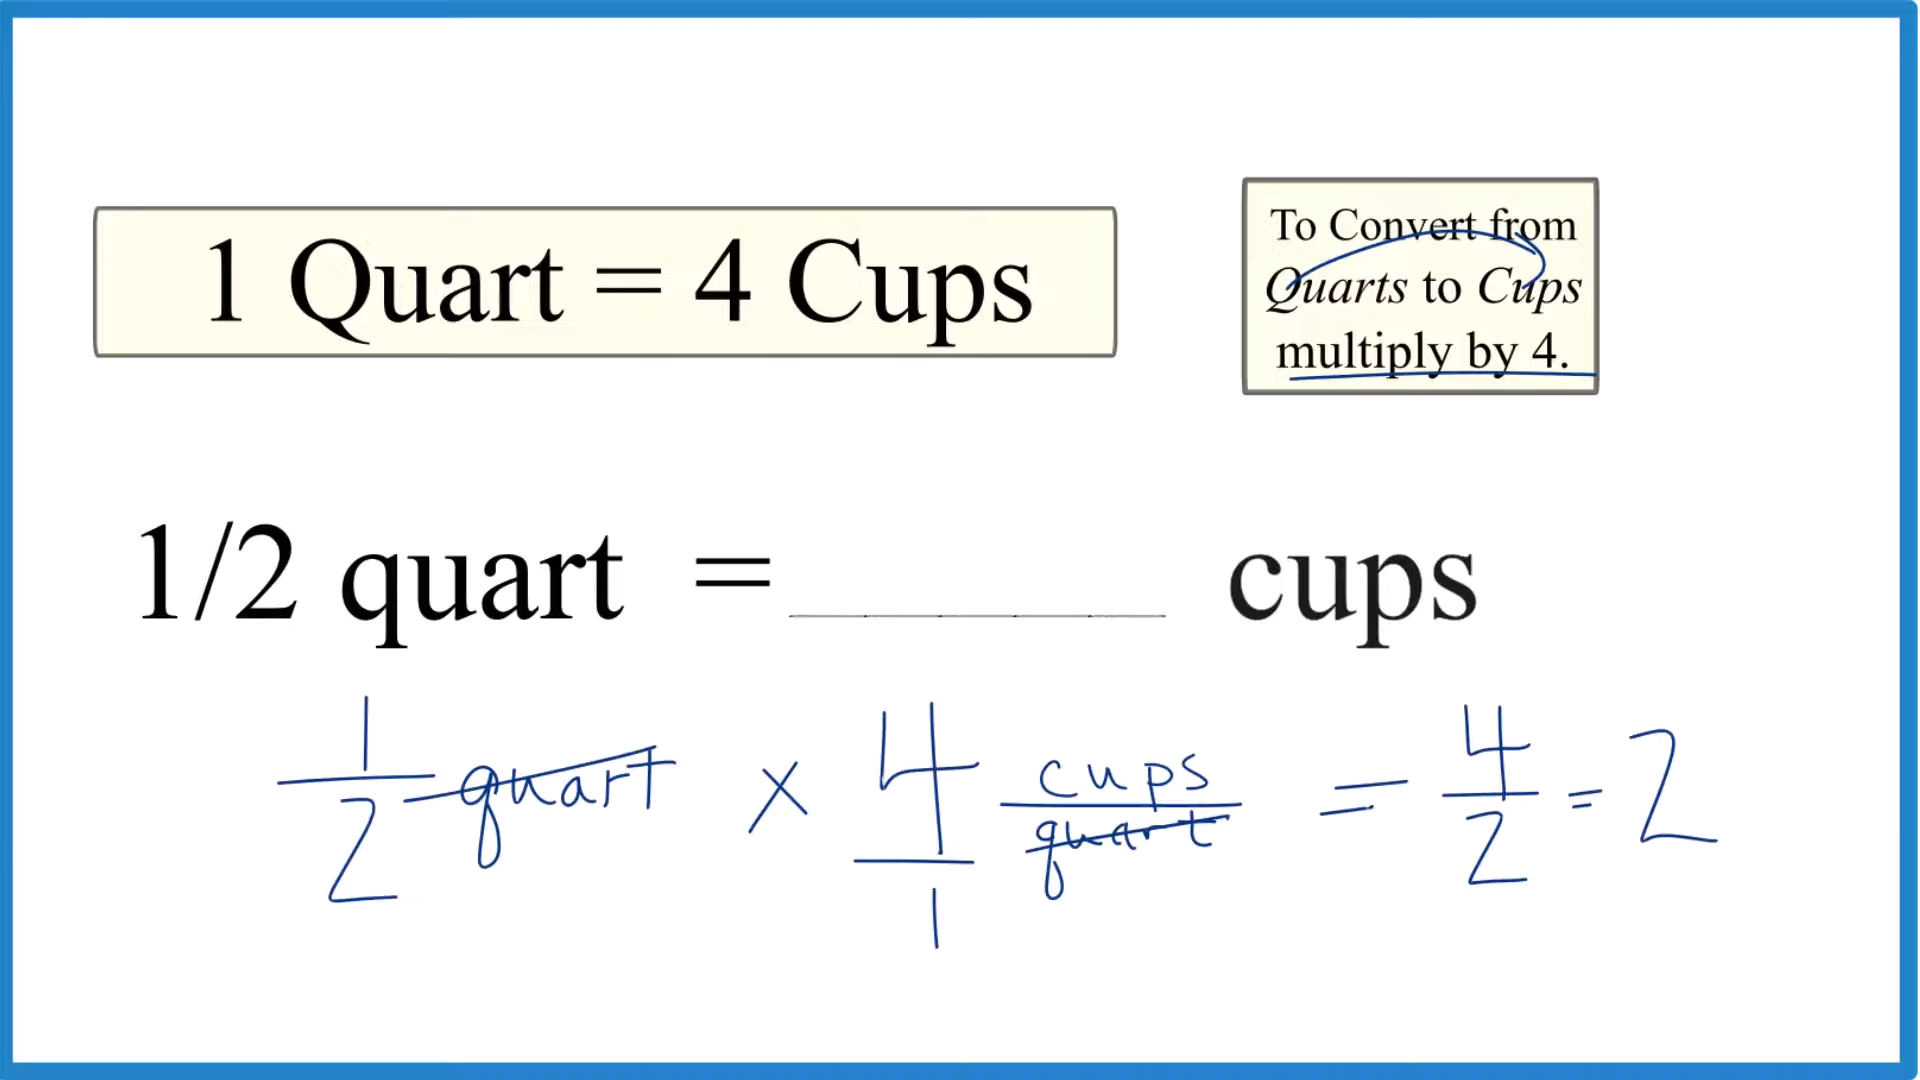 1 Quart = 4 Cups
To Convert from
Quarts to Cups
multiply by 4.
1/2 quart = ______ cups
1/2 quart × 4/1 cups/quart = 4/2 = 2